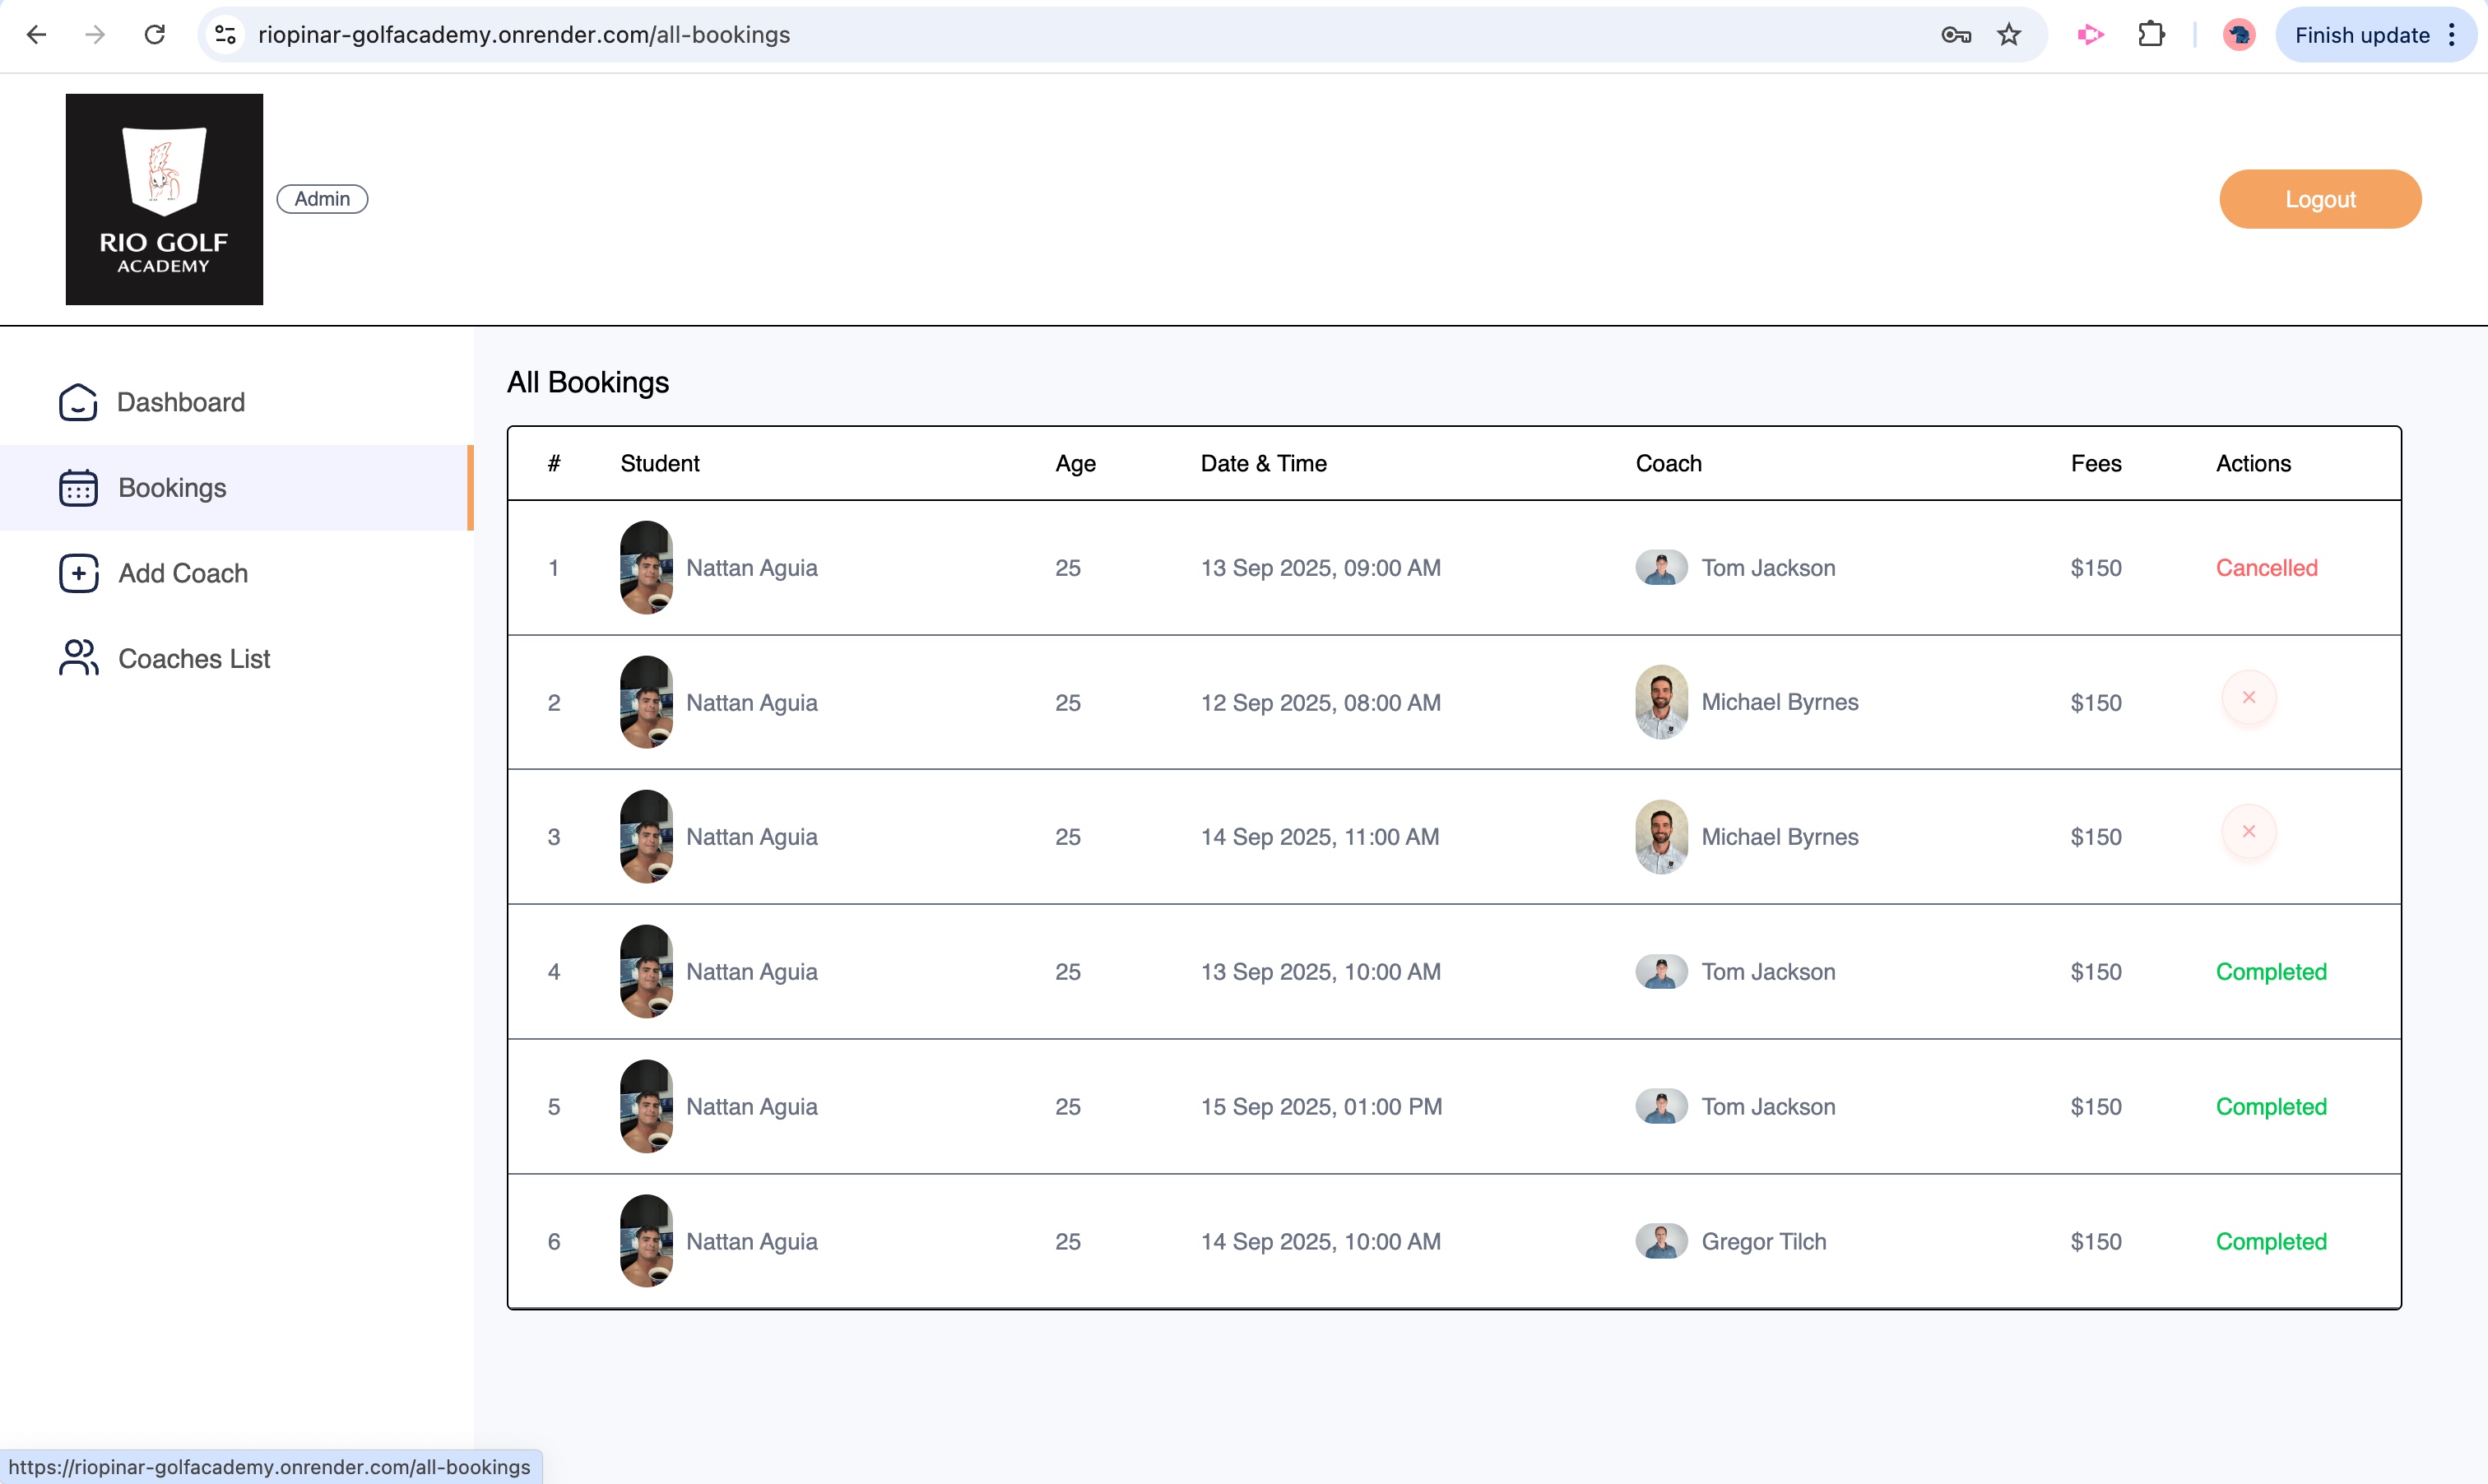 riopinar-golfacademy.onrender.com/all-bookings
Finish update
RIO GOLF
ACADEMY
Admin
Logout
Dashboard
Bookings
Add Coach
Coaches List
All Bookings
# Student Age Date & Time Coach Fees Actions
1 Nattan Aguia 25 13 Sep 2025, 09:00 AM Tom Jackson $150 Cancelled
2 Nattan Aguia 25 12 Sep 2025, 08:00 AM Michael Byrnes $150
3 Nattan Aguia 25 14 Sep 2025, 11:00 AM Michael Byrnes $150
4 Nattan Aguia 25 13 Sep 2025, 10:00 AM Tom Jackson $150 Completed
5 Nattan Aguia 25 15 Sep 2025, 01:00 PM Tom Jackson $150 Completed
6 Nattan Aguia 25 14 Sep 2025, 10:00 AM Gregor Tilch $150 Completed
https://riopinar-golfacademy.onrender.com/all-bookings